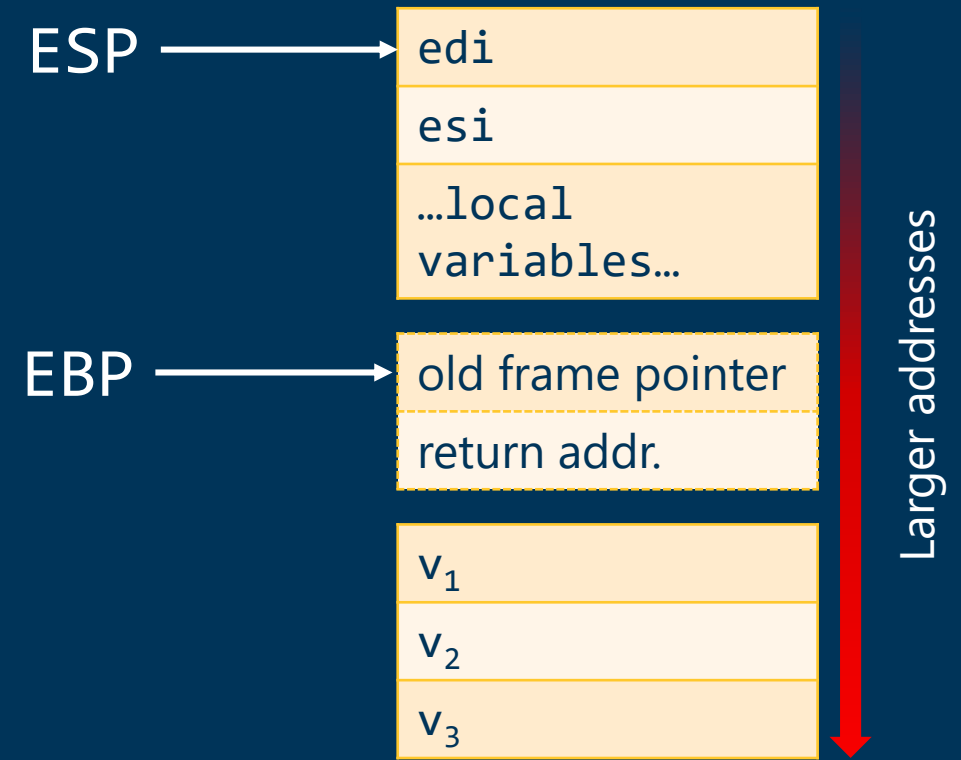 ESP
edi
esi
…local
variables…
EBP
old frame pointer
return addr.
v₁
v₂
v₃
Larger addresses